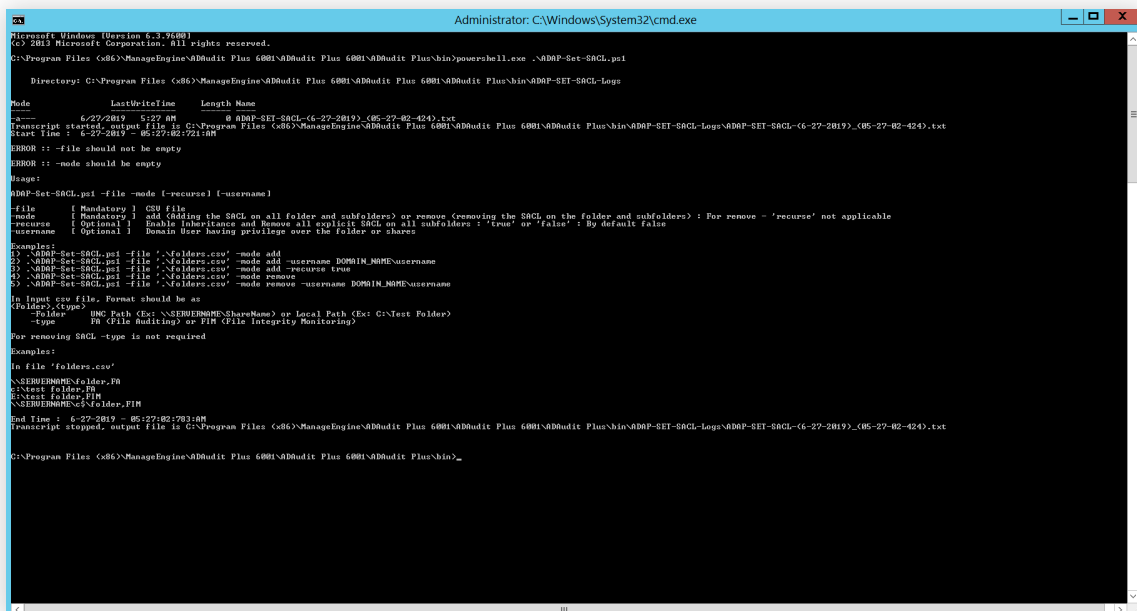 Administrator: C:\Windows\System32\cmd.exe
Microsoft Windows [Version 6.3.9600]
(c) 2013 Microsoft Corporation. All rights reserved.
C:\Program Files (x86)\ManageEngine\ADAudit Plus 6001\ADAudit Plus 6001\ADAudit Plus\bin>powershell.exe .\ADAP-Set-SACL.ps1
Directory: C:\Program Files (x86)\ManageEngine\ADAudit Plus 6001\ADAudit Plus 6001\ADAudit Plus\bin\ADAP-SET-SACL-Logs
Mode LastWriteTime Length Name
---- ------------- ------ ----
-a--- 6/27/2019 5:27 AM 0 ADAP-SET-SACL-(6-27-2019)_(05-27-02-424).txt
Transcript started, output file is C:\Program Files (x86)\ManageEngine\ADAudit Plus 6001\ADAudit Plus 6001\ADAudit Plus\bin\ADAP-SET-SACL-Logs\ADAP-SET-SACL-(6-27-2019)_(05-27-02-424).txt
Start Time : 6-27-2019 - 05:27:02:721:AM
ERROR :: -file should not be empty
ERROR :: -mode should be empty
Usage:
ADAP-Set-SACL.ps1 -file -mode [-recurse] [-username]
-file [ Mandatory ] CSV file
-mode [ Mandatory ] add (Adding the SACL on all folder and subfolders) or remove (removing the SACL on the folder and subfolders) : For remove - 'recurse' not applicable
-recurse [ Optional ] Enable Inheritance and Remove all explicit SACL on all subfolders : 'true' or 'false' : By default false
-username [ Optional ] Domain User having privilege over the folder or shares
Examples:
1) .\ADAP-Set-SACL.ps1 -file '.\folders.csv' -mode add
2) .\ADAP-Set-SACL.ps1 -file '.\folders.csv' -mode add -username DOMAIN_NAME\username
3) .\ADAP-Set-SACL.ps1 -file '.\folders.csv' -mode add -recurse true
4) .\ADAP-Set-SACL.ps1 -file '.\folders.csv' -mode remove
5) .\ADAP-Set-SACL.ps1 -file '.\folders.csv' -mode remove -username DOMAIN_NAME\username
In Input csv file, Format should be as
(Folder),(type)
-Folder UNC Path (Ex: \\SERVERNAME\ShareName) or Local Path (Ex: C:\Test Folder)
-type FA (File Auditing) or FIM (File Integrity Monitoring)
For removing SACL -type is not required
Examples:
In file 'folders.csv'
\\SERVERNAME\folder,FA
c:\test folder,FA
E:\test folder,FIM
\\SERVERNAME\c$\folder,FIM
End Time : 6-27-2019 - 05:27:02:783:AM
Transcript stopped, output file is C:\Program Files (x86)\ManageEngine\ADAudit Plus 6001\ADAudit Plus 6001\ADAudit Plus\bin\ADAP-SET-SACL-Logs\ADAP-SET-SACL-(6-27-2019)_(05-27-02-424).txt
C:\Program Files (x86)\ManageEngine\ADAudit Plus 6001\ADAudit Plus 6001\ADAudit Plus\bin>_